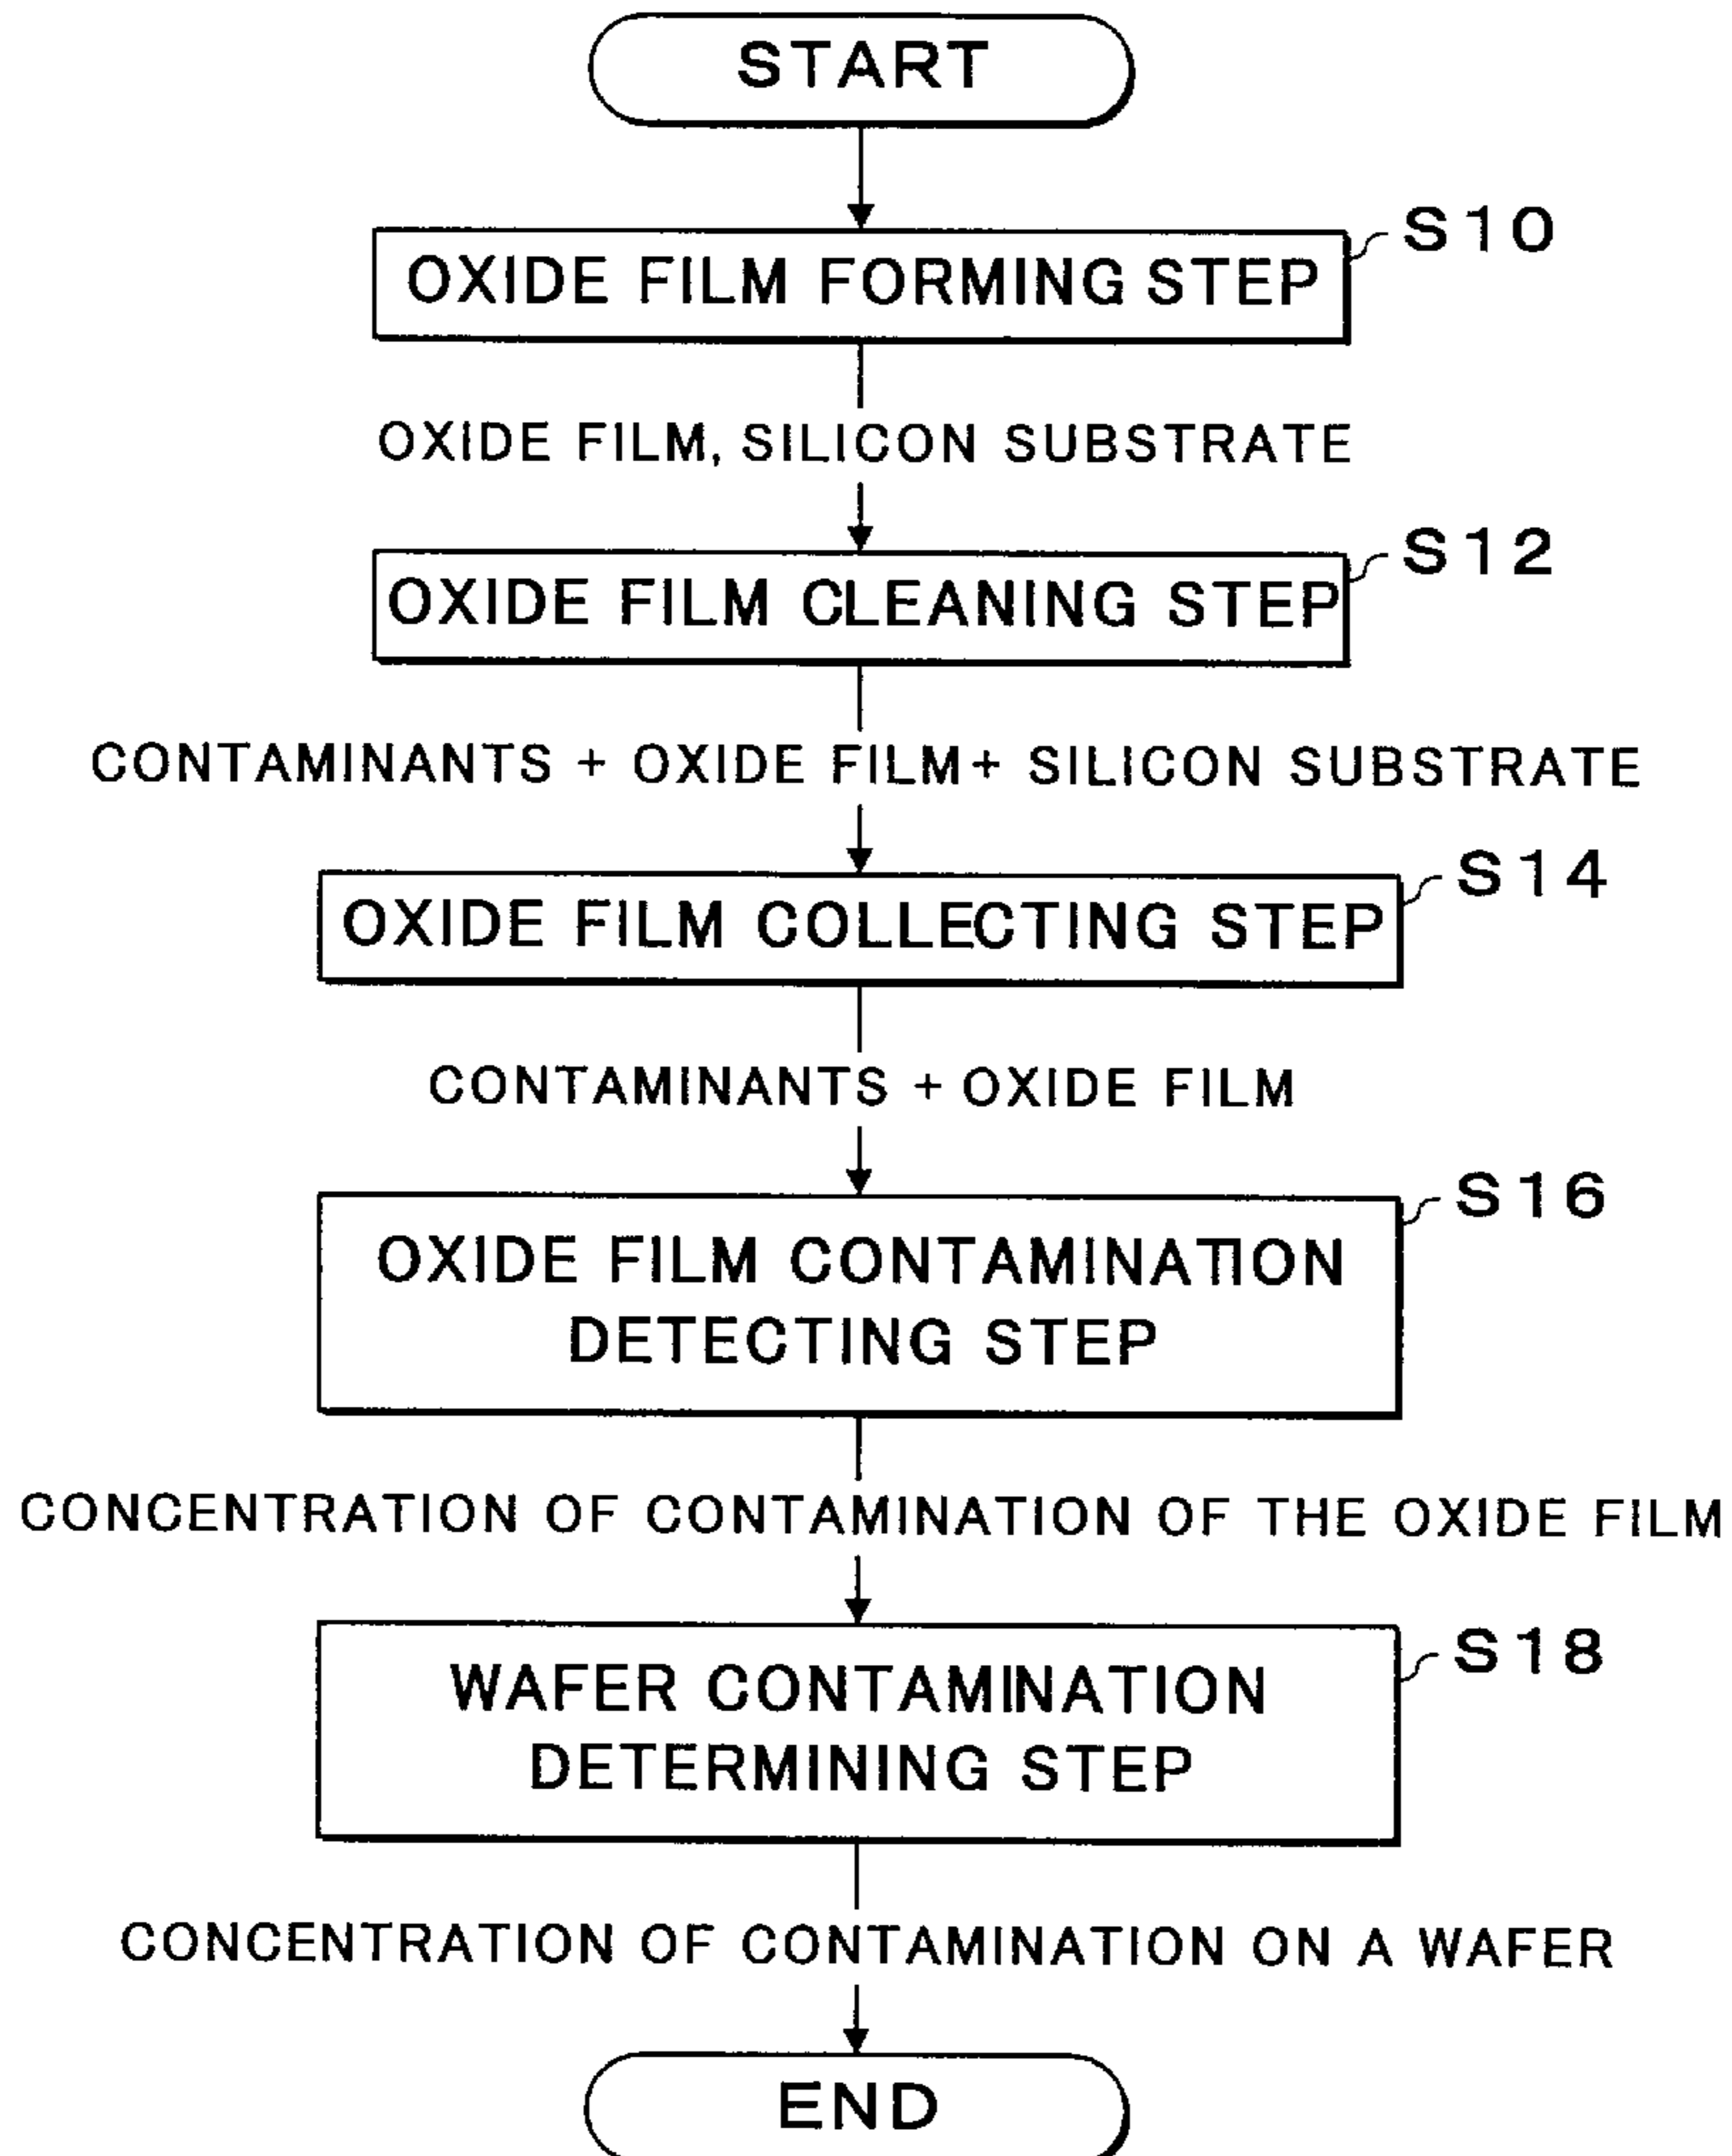 START
S10
OXIDE FILM FORMING STEP
OXIDE FILM, SILICON SUBSTRATE
S12
OXIDE FILM CLEANING STEP
CONTAMINANTS + OXIDE FILM + SILICON SUBSTRATE
S14
OXIDE FILM COLLECTING STEP
CONTAMINANTS + OXIDE FILM
S16
OXIDE FILM CONTAMINATION
DETECTING STEP
CONCENTRATION OF CONTAMINATION OF THE OXIDE FILM
S18
WAFER CONTAMINATION
DETERMINING STEP
CONCENTRATION OF CONTAMINATION ON A WAFER
END